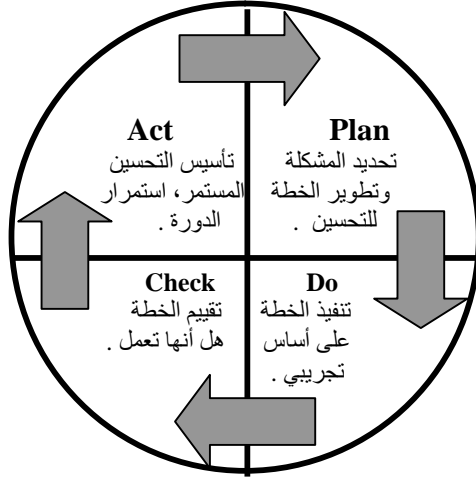 Act
تأسيس التحسين
المستمر، استمرار
الدورة .
Plan
تحديد المشكلة
وتطوير الخطة
للتحسين .
Check
تقييم الخطة
هل أنها تعمل .
Do
تنفيذ الخطة
على أساس
تجريبي .